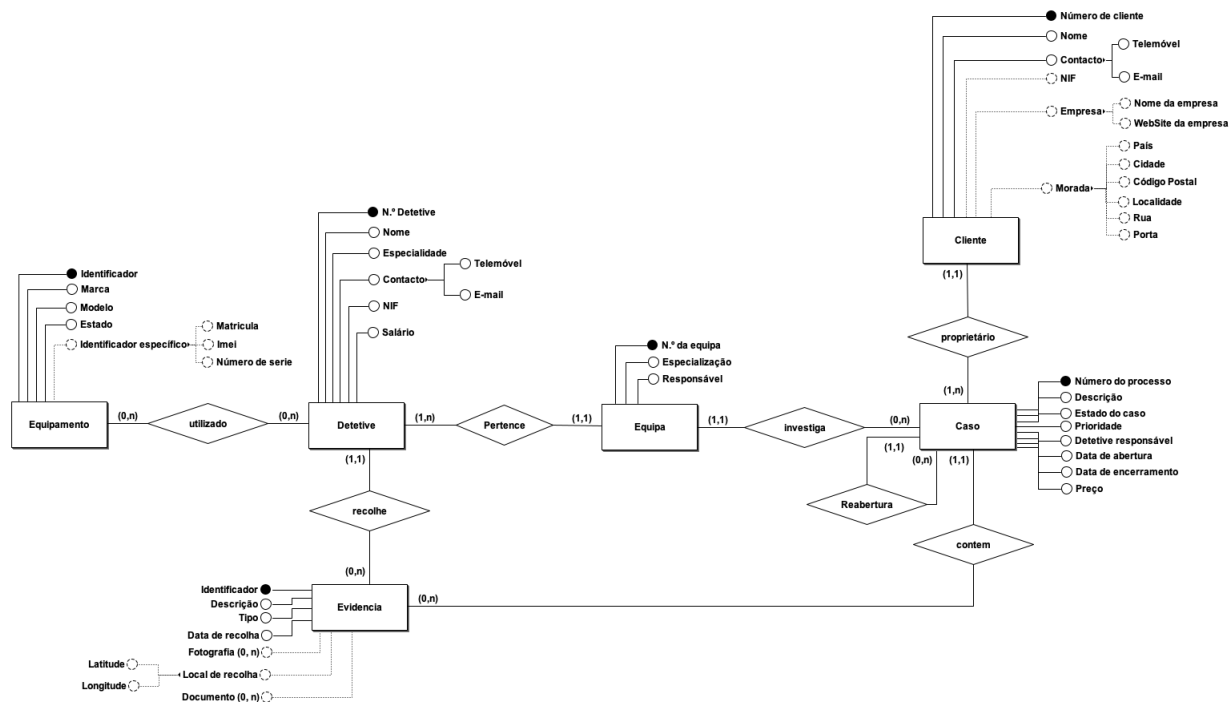 Número de cliente
Nome
Contacto
Telemóvel
E-mail
NIF
Empresa
Nome da empresa
WebSite da empresa
Morada
País
Cidade
Código Postal
Localidade
Rua
Porta
Cliente
(1,1)
proprietário
(1,n)
N.º Detetive
Nome
Especialidade
Contacto
Telemóvel
E-mail
NIF
Salário
Identificador
Marca
Modelo
Estado
Identificador específico
Matrícula
Imei
Número de serie
N.º da equipa
Especialização
Responsável
Número do processo
Descrição
Estado do caso
Prioridade
Detetive responsável
Data de abertura
Data de encerramento
Preço
Equipamento
(0,n)
utilizado
(0,n)
Detetive
(1,n)
Pertence
(1,1)
Equipa
(1,1)
investiga
(0,n)
Caso
(1,1)
(1,1)
(0,n)
(1,1)
Reabertura
recolhe
contem
(0,n)
Identificador
Descrição
Tipo
Data de recolha
Fotografia (0, n)
Local de recolha
Latitude
Longitude
Documento (0, n)
Evidencia
(0,n)